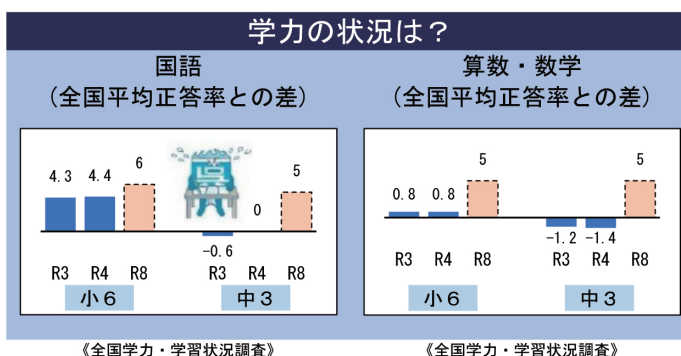 学力の状況は？
国語
（全国平均正答率との差）
4.3 4.4 6 -0.6 0 5
R3 R4 R8 R3 R4 R8
小６ 中３
《全国学力・学習状況調査》
算数・数学
（全国平均正答率との差）
0.8 0.8 5 -1.2 -1.4 5
R3 R4 R8 R3 R4 R8
小６ 中３
《全国学力・学習状況調査》